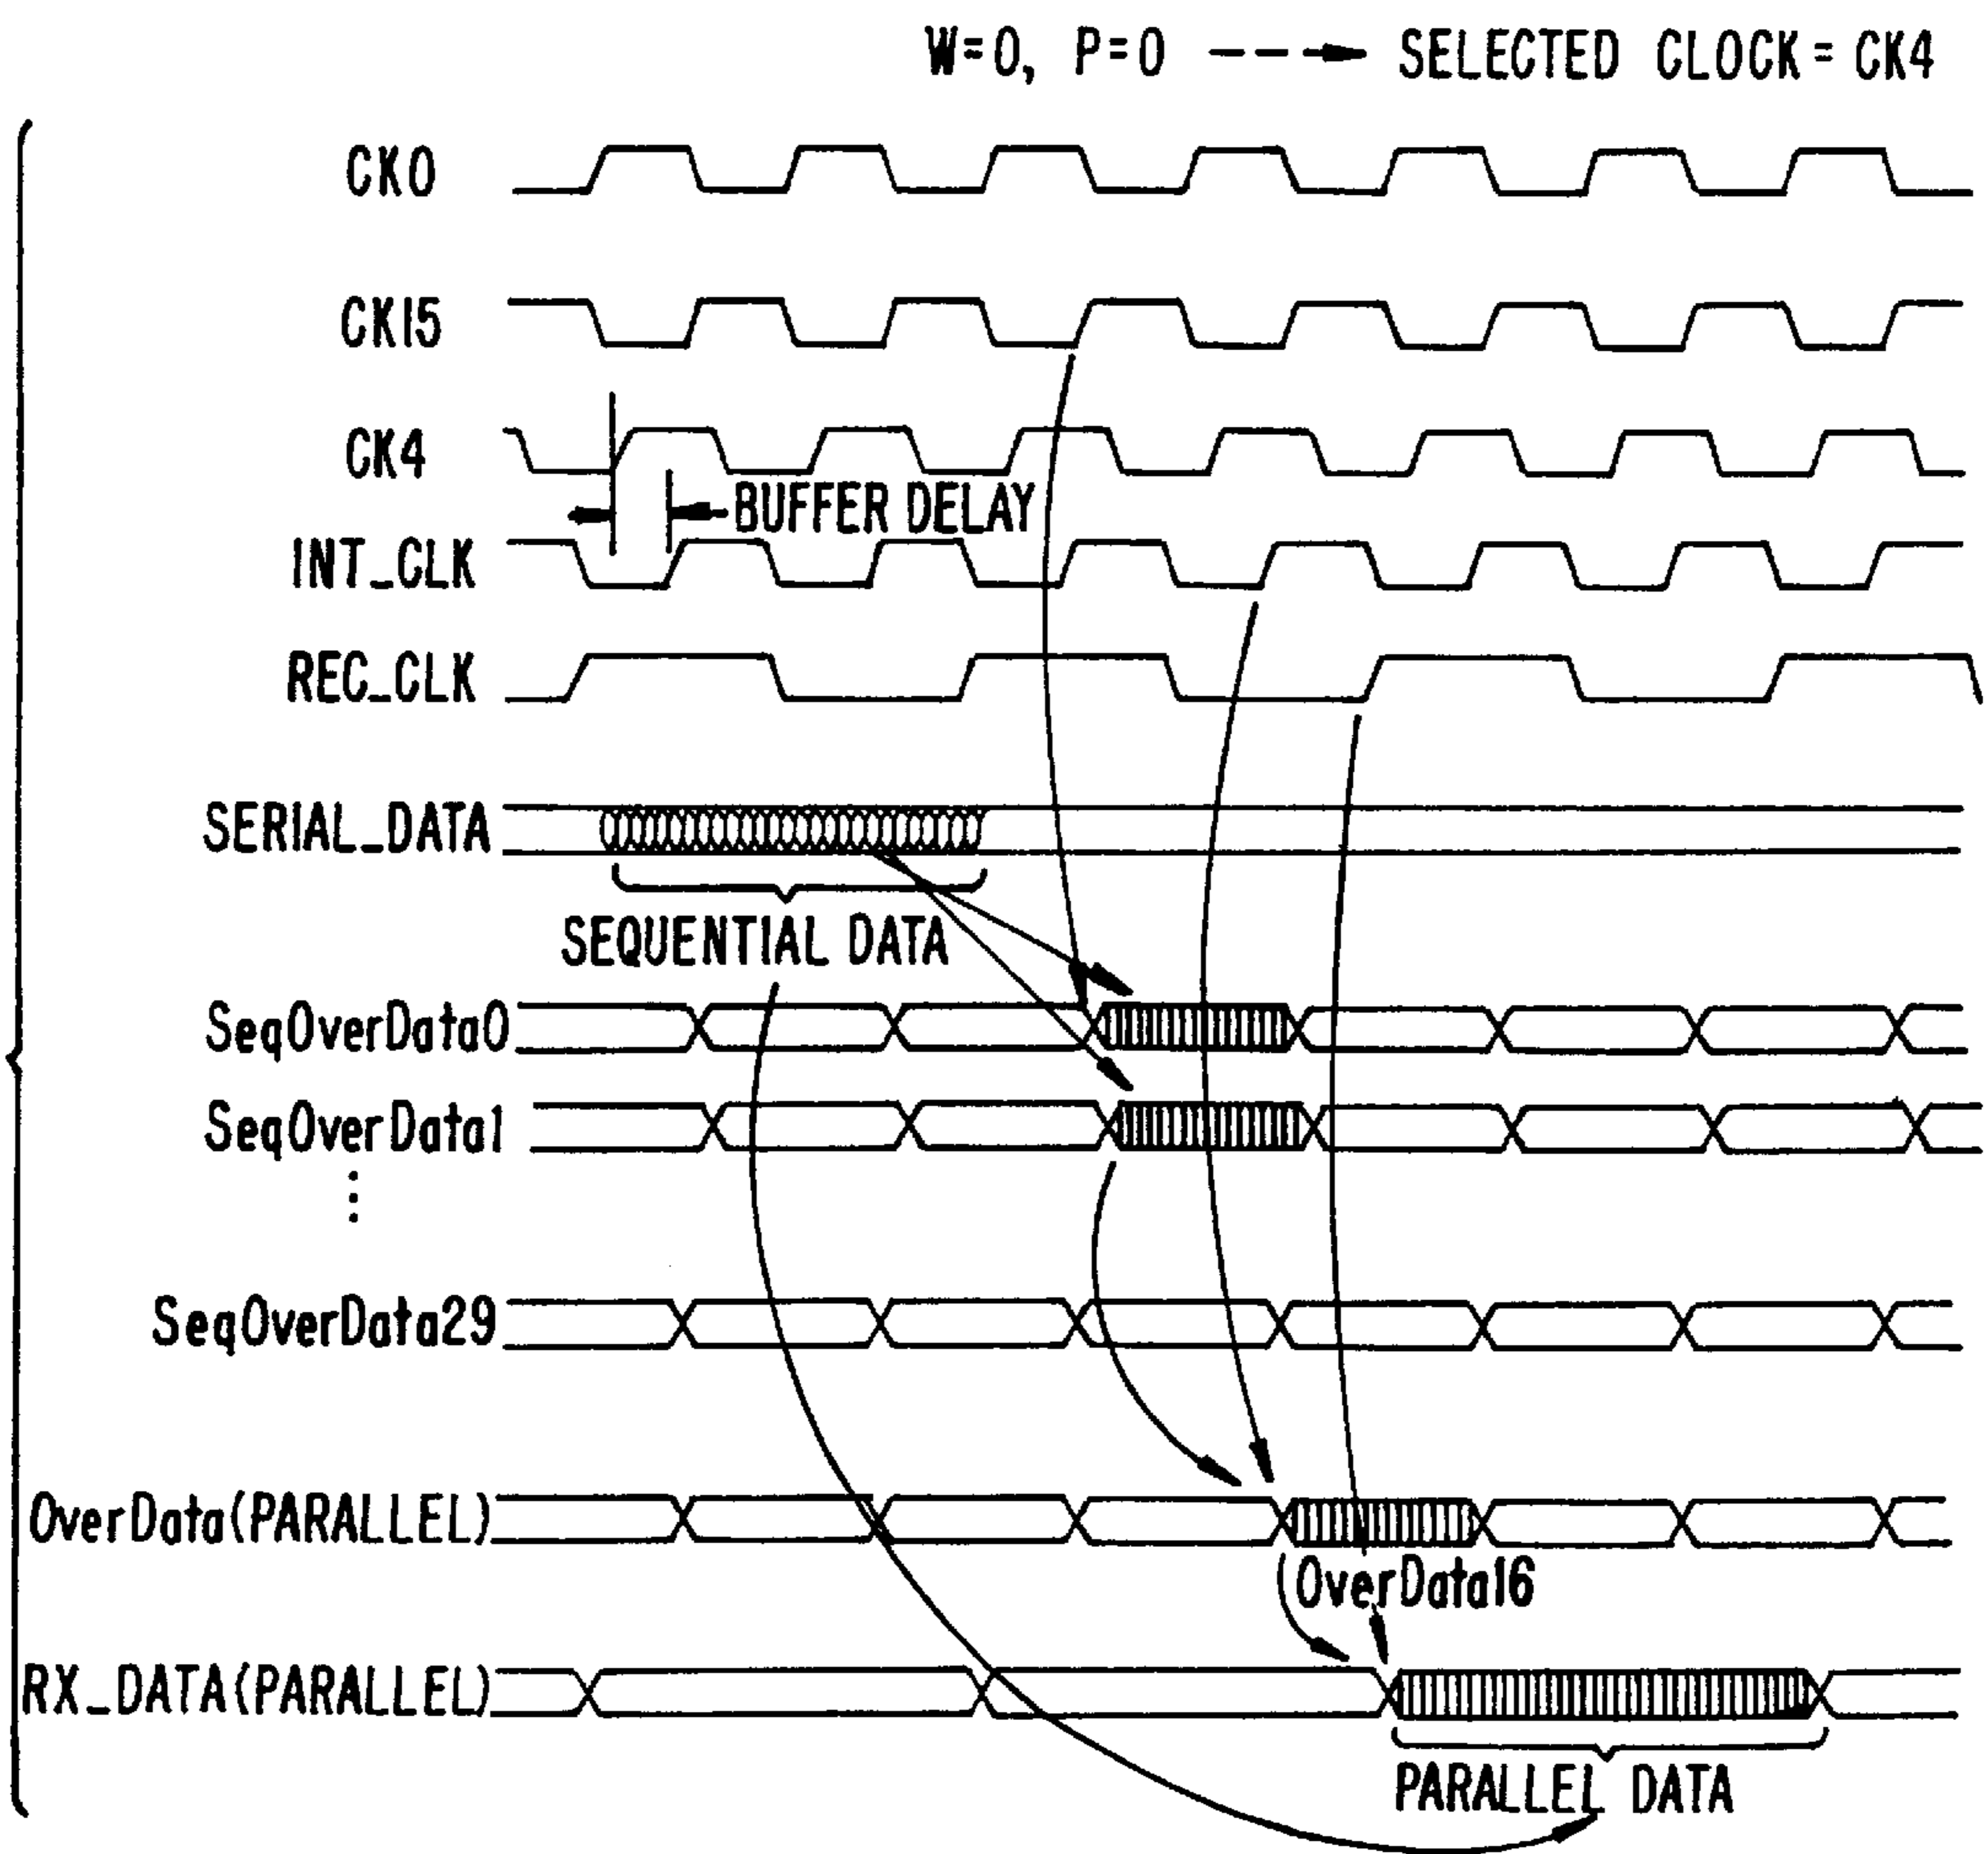 W=0, P=0 ---► SELECTED CLOCK = CK4
CK0
CK15
CK4
BUFFER DELAY
INT_CLK
REC_CLK
SERIAL_DATA
SEQUENTIAL DATA
SeqOverData0
SeqOverData1
⋮
SeqOverData29
OverData(PARALLEL)
OverData16
RX_DATA(PARALLEL)
PARALLEL DATA